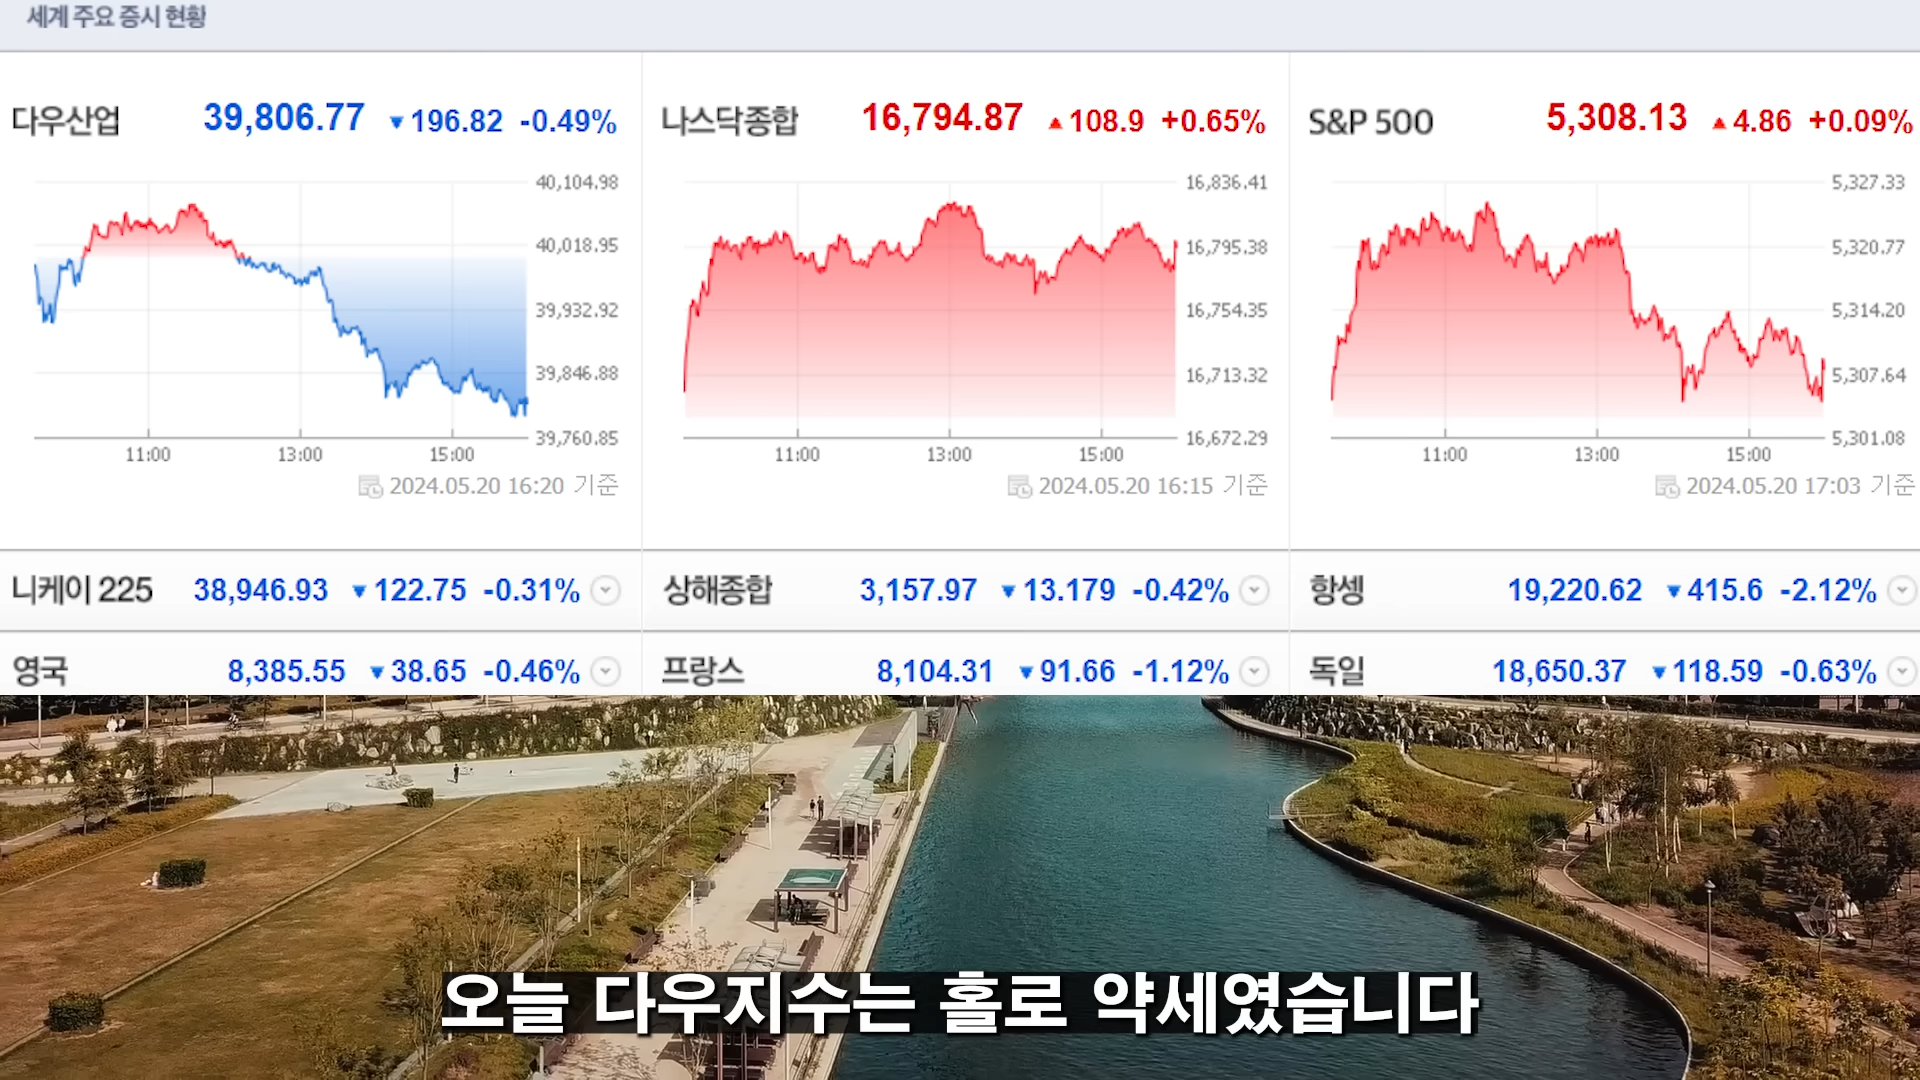 세계 주요 증시 현황
다우산업 39,806.77 ▼196.82 -0.49%
40,104.98
40,018.95
39,932.92
39,846.88
39,760.85
11:00 13:00 15:00
2024.05.20 16:20 기준
나스닥종합 16,794.87 ▲108.9 +0.65%
16,836.41
16,795.38
16,754.35
16,713.32
16,672.29
11:00 13:00 15:00
2024.05.20 16:15 기준
S&P 500 5,308.13 ▲4.86 +0.09%
5,327.33
5,320.77
5,314.20
5,307.64
5,301.08
11:00 13:00 15:00
2024.05.20 17:03 기준
니케이 225 38,946.93 ▼122.75 -0.31%
상해종합 3,157.97 ▼13.179 -0.42%
항셍 19,220.62 ▼415.6 -2.12%
영국 8,385.55 ▼38.65 -0.46%
프랑스 8,104.31 ▼91.66 -1.12%
독일 18,650.37 ▼118.59 -0.63%
오늘 다우지수는 홀로 약세였습니다